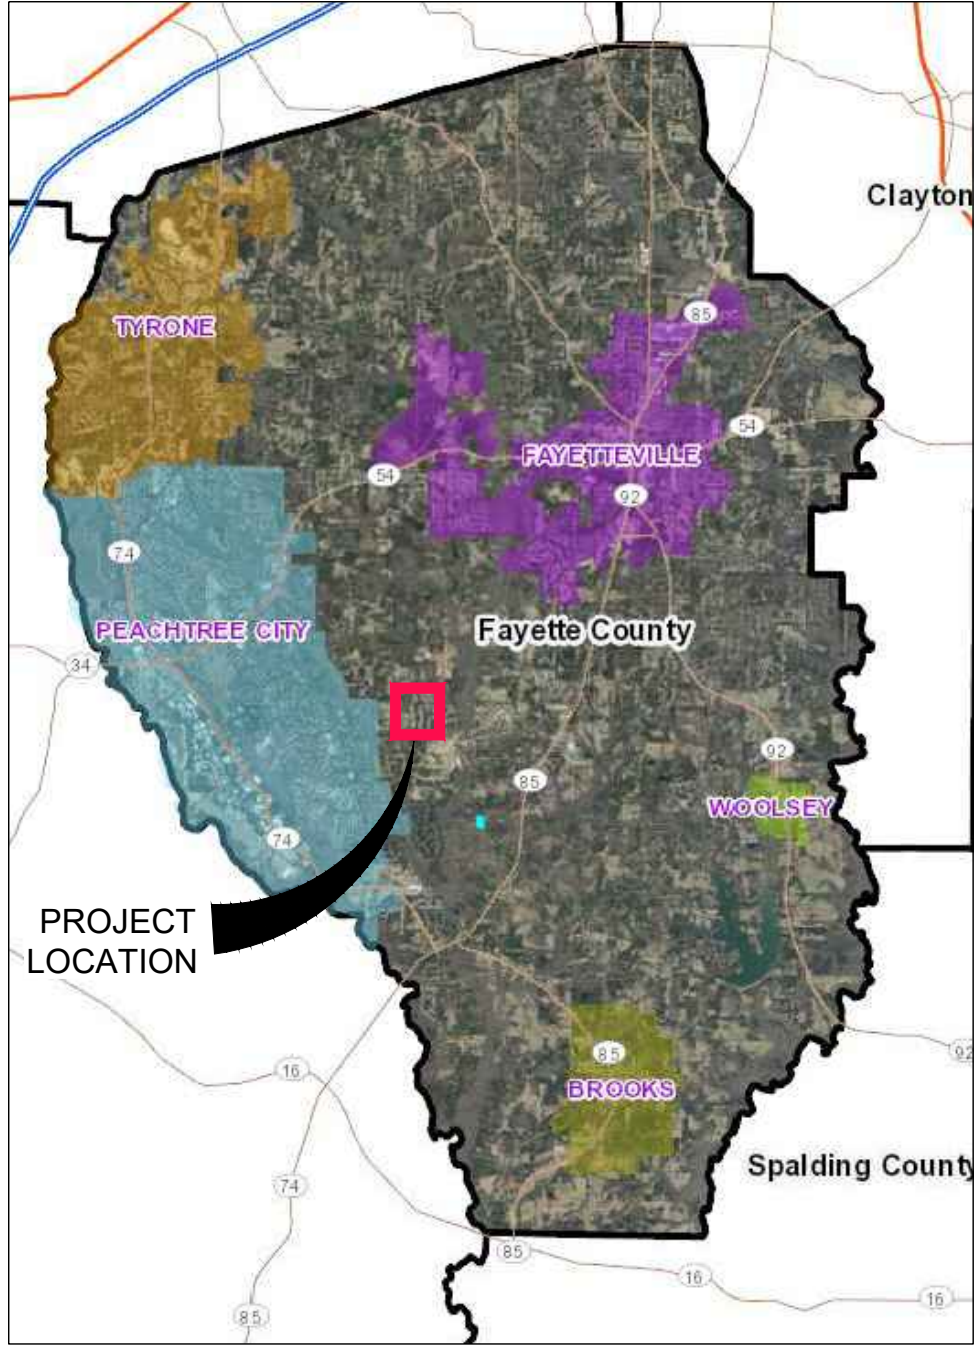 Clayton
TYRONE
85
54
FAYETTEVILLE
54
92
74
PEACHTREE CITY
Fayette County
34
92
85
WOOLSEY
74
PROJECT
LOCATION
85
92
16
BROOKS
Spalding County
74
85
16
16
85